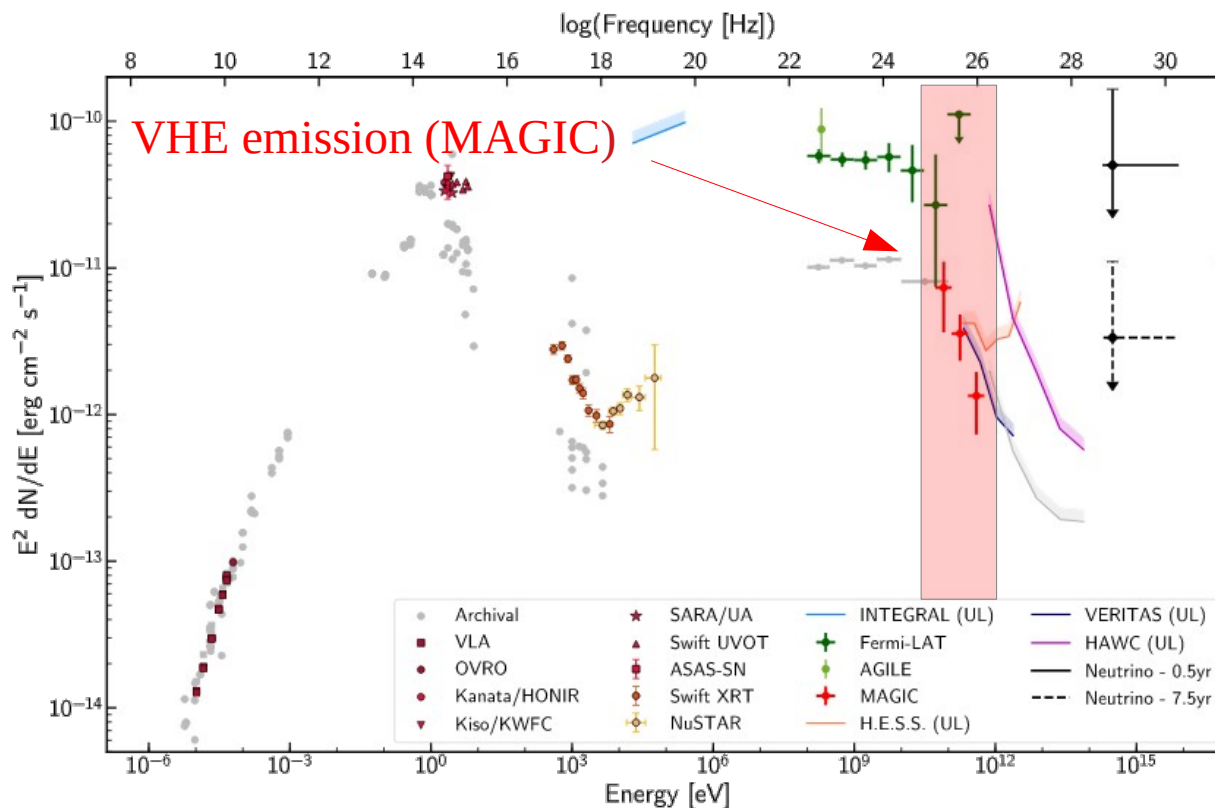 log(Frequency [Hz])
8 10 12 14 16 18 20 22 24 26 28 30
VHE emission (MAGIC)
E² dN/dE [erg cm⁻² s⁻¹]
10⁻¹⁰
10⁻¹¹
10⁻¹²
10⁻¹³
10⁻¹⁴
Archival
VLA
OVRO
Kanata/HONIR
Kiso/KWFC
SARA/UA
Swift UVOT
ASAS-SN
Swift XRT
NuSTAR
INTEGRAL (UL)
Fermi-LAT
AGILE
MAGIC
H.E.S.S. (UL)
VERITAS (UL)
HAWC (UL)
Neutrino - 0.5yr
Neutrino - 7.5yr
10⁻⁶ 10⁻³ 10⁰ 10³ 10⁶ 10⁹ 10¹² 10¹⁵
Energy [eV]